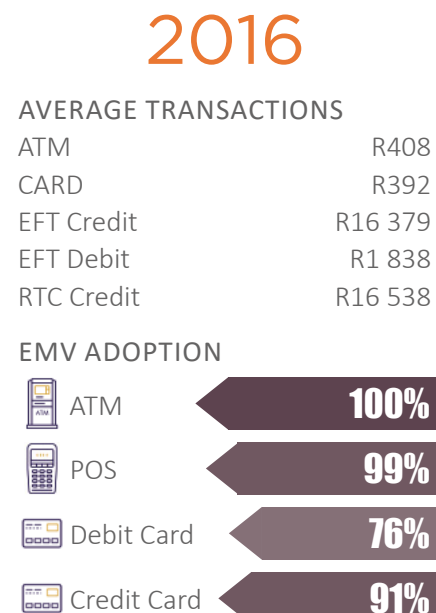 2016
AVERAGE TRANSACTIONS
ATM R408
CARD R392
EFT Credit R16 379
EFT Debit R1 838
RTC Credit R16 538
EMV ADOPTION
ATM ATM 100%
POS 99%
Debit Card 76%
Credit Card 91%